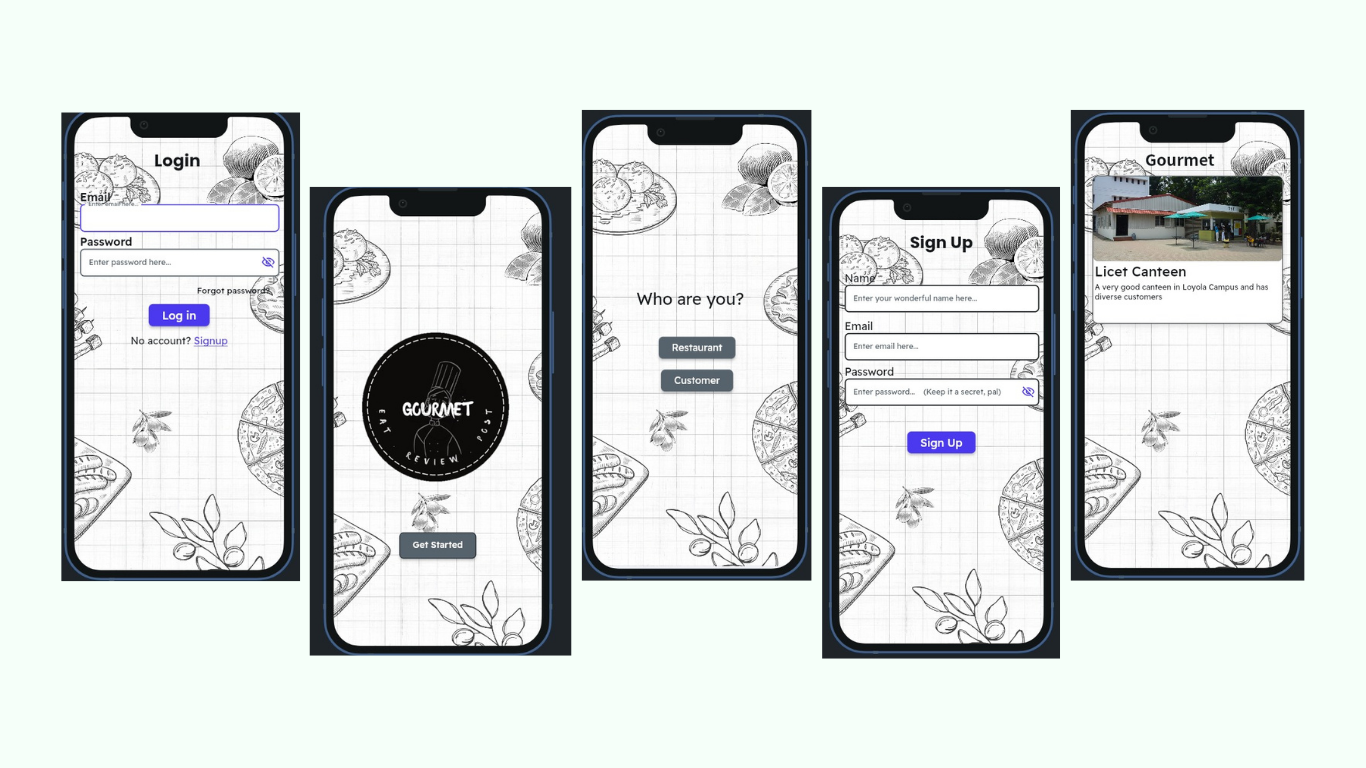 Login
Email
Enter email here...
Password
Enter password here...
Forgot password?
Log in
No account? Signup
GOURMET
EAT
REVIEW
POST
Get Started
Who are you?
Restaurant
Customer
Sign Up
Name
Enter your wonderful name here...
Email
Enter email here...
Password
Enter password... (Keep it a secret, pal)
Sign Up
Gourmet
Licet Canteen
A very good canteen in Loyola Campus and has
diverse customers